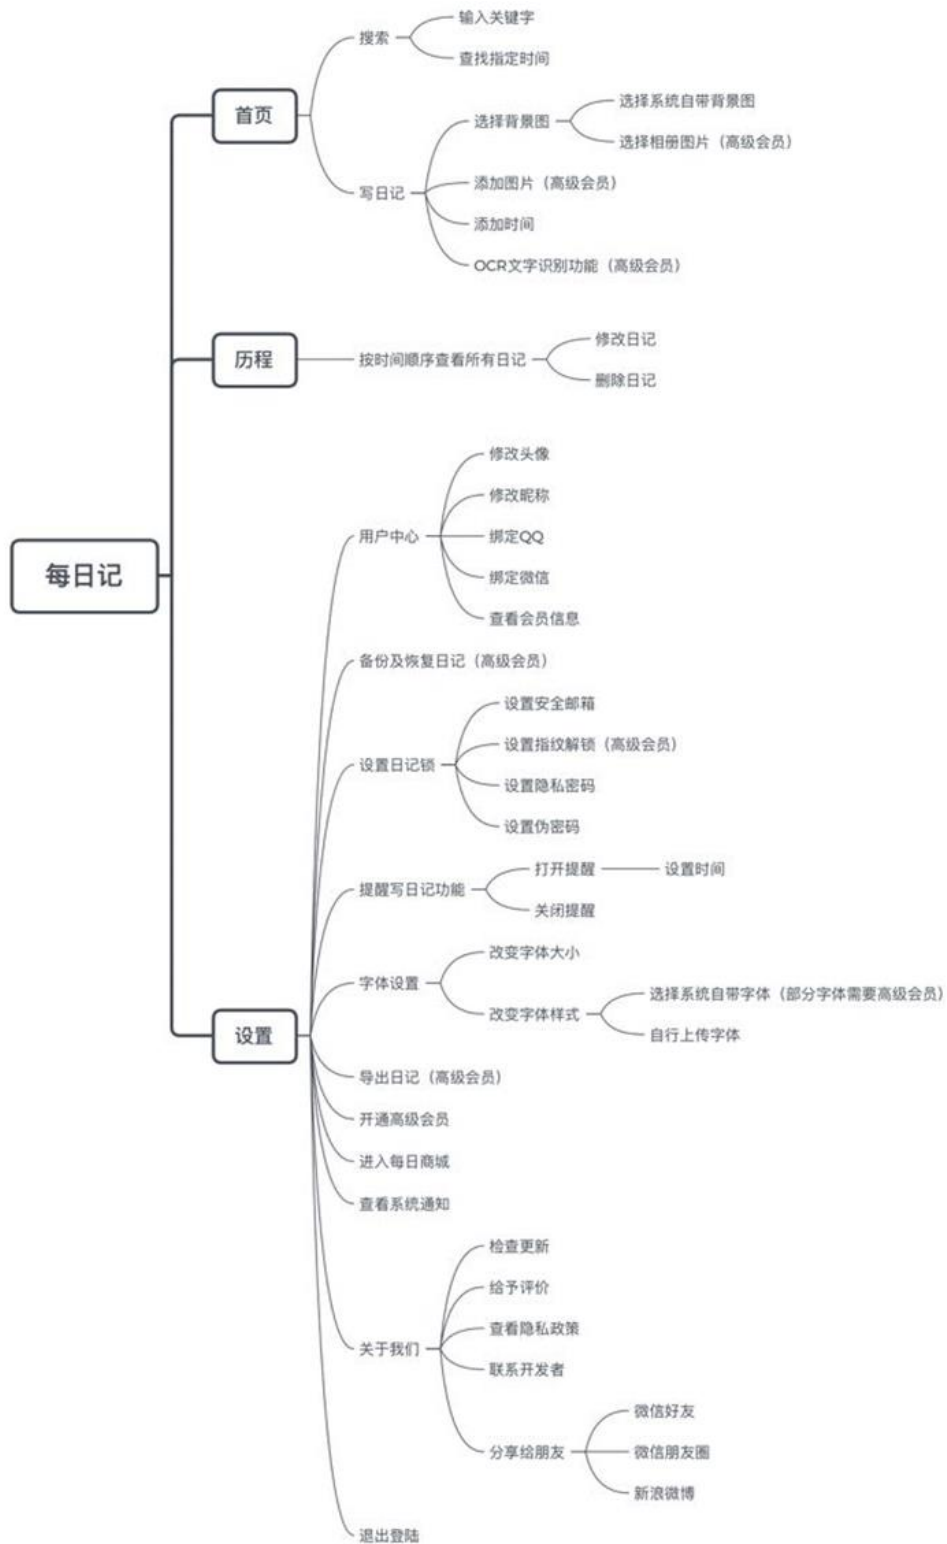 每日记
首页
搜索
输入关键字
查找指定时间
写日记
选择背景图
选择系统自带背景图
选择相册图片（高级会员）
添加图片（高级会员）
添加时间
OCR文字识别功能（高级会员）
历程
按时间顺序查看所有日记
修改日记
删除日记
设置
用户中心
修改头像
修改昵称
绑定QQ
绑定微信
查看会员信息
备份及恢复日记（高级会员）
设置日记锁
设置安全邮箱
设置指纹解锁（高级会员）
设置隐私密码
设置伪密码
提醒写日记功能
打开提醒
设置时间
关闭提醒
字体设置
改变字体大小
改变字体样式
选择系统自带字体（部分字体需要高级会员）
自行上传字体
导出日记（高级会员）
开通高级会员
进入每日商城
查看系统通知
关于我们
检查更新
给予评价
查看隐私政策
联系开发者
分享给朋友
微信好友
微信朋友圈
新浪微博
退出登陆